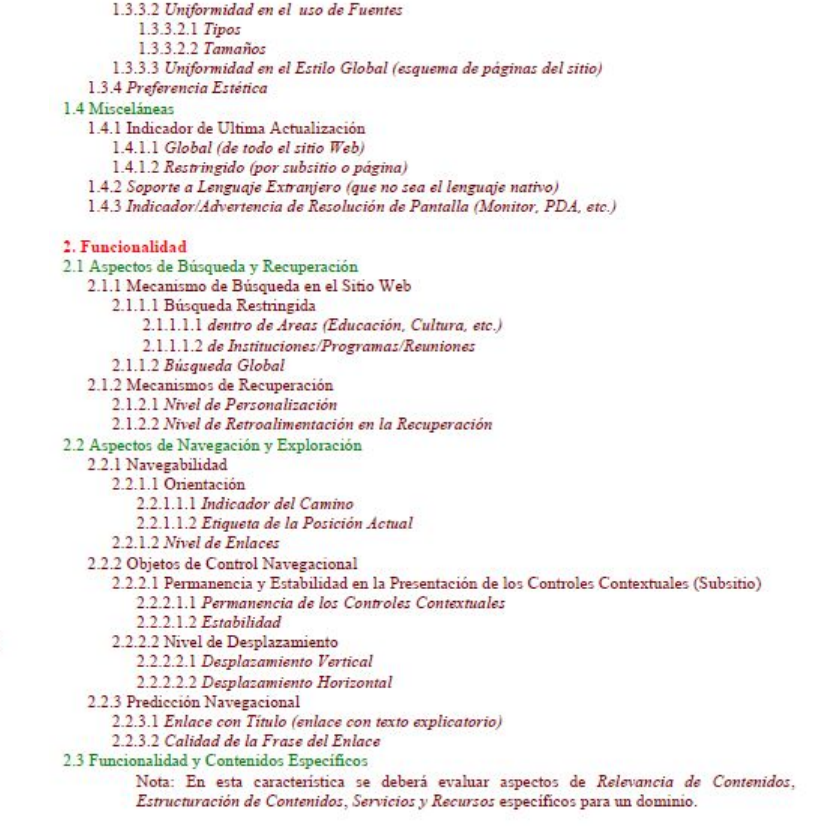 1.3.3.2 Uniformidad en el uso de Fuentes
1.3.3.2.1 Tipos
1.3.3.2.2 Tamaños
1.3.3.3 Uniformidad en el Estilo Global (esquema de páginas del sitio)
1.3.4 Preferencia Estética
1.4 Misceláneas
1.4.1 Indicador de Ultima Actualización
1.4.1.1 Global (de todo el sitio Web)
1.4.1.2 Restringido (por subsitio o página)
1.4.2 Soporte a Lenguaje Extranjero (que no sea el lenguaje nativo)
1.4.3 Indicador/Advertencia de Resolución de Pantalla (Monitor, PDA, etc.)
2. Funcionalidad
2.1 Aspectos de Búsqueda y Recuperación
2.1.1 Mecanismo de Búsqueda en el Sitio Web
2.1.1.1 Búsqueda Restringida
2.1.1.1.1 dentro de Areas (Educación, Cultura, etc.)
2.1.1.1.2 de Instituciones/Programas/Reuniones
2.1.1.2 Búsqueda Global
2.1.2 Mecanismos de Recuperación
2.1.2.1 Nivel de Personalización
2.1.2.2 Nivel de Retroalimentación en la Recuperación
2.2 Aspectos de Navegación y Exploración
2.2.1 Navegabilidad
2.2.1.1 Orientación
2.2.1.1.1 Indicador del Camino
2.2.1.1.2 Etiqueta de la Posición Actual
2.2.1.2 Nivel de Enlaces
2.2.2 Objetos de Control Navegacional
2.2.2.1 Permanencia y Estabilidad en la Presentación de los Controles Contextuales (Subsitio)
2.2.2.1.1 Permanencia de los Controles Contextuales
2.2.2.1.2 Estabilidad
2.2.2.2 Nivel de Desplazamiento
2.2.2.2.1 Desplazamiento Vertical
2.2.2.2.2 Desplazamiento Horizontal
2.2.3 Predicción Navegacional
2.2.3.1 Enlace con Título (enlace con texto explicatorio)
2.2.3.2 Calidad de la Frase del Enlace
2.3 Funcionalidad y Contenidos Específicos
Nota: En esta característica se deberá evaluar aspectos de Relevancia de Contenidos,
Estructuración de Contenidos, Servicios y Recursos específicos para un dominio.